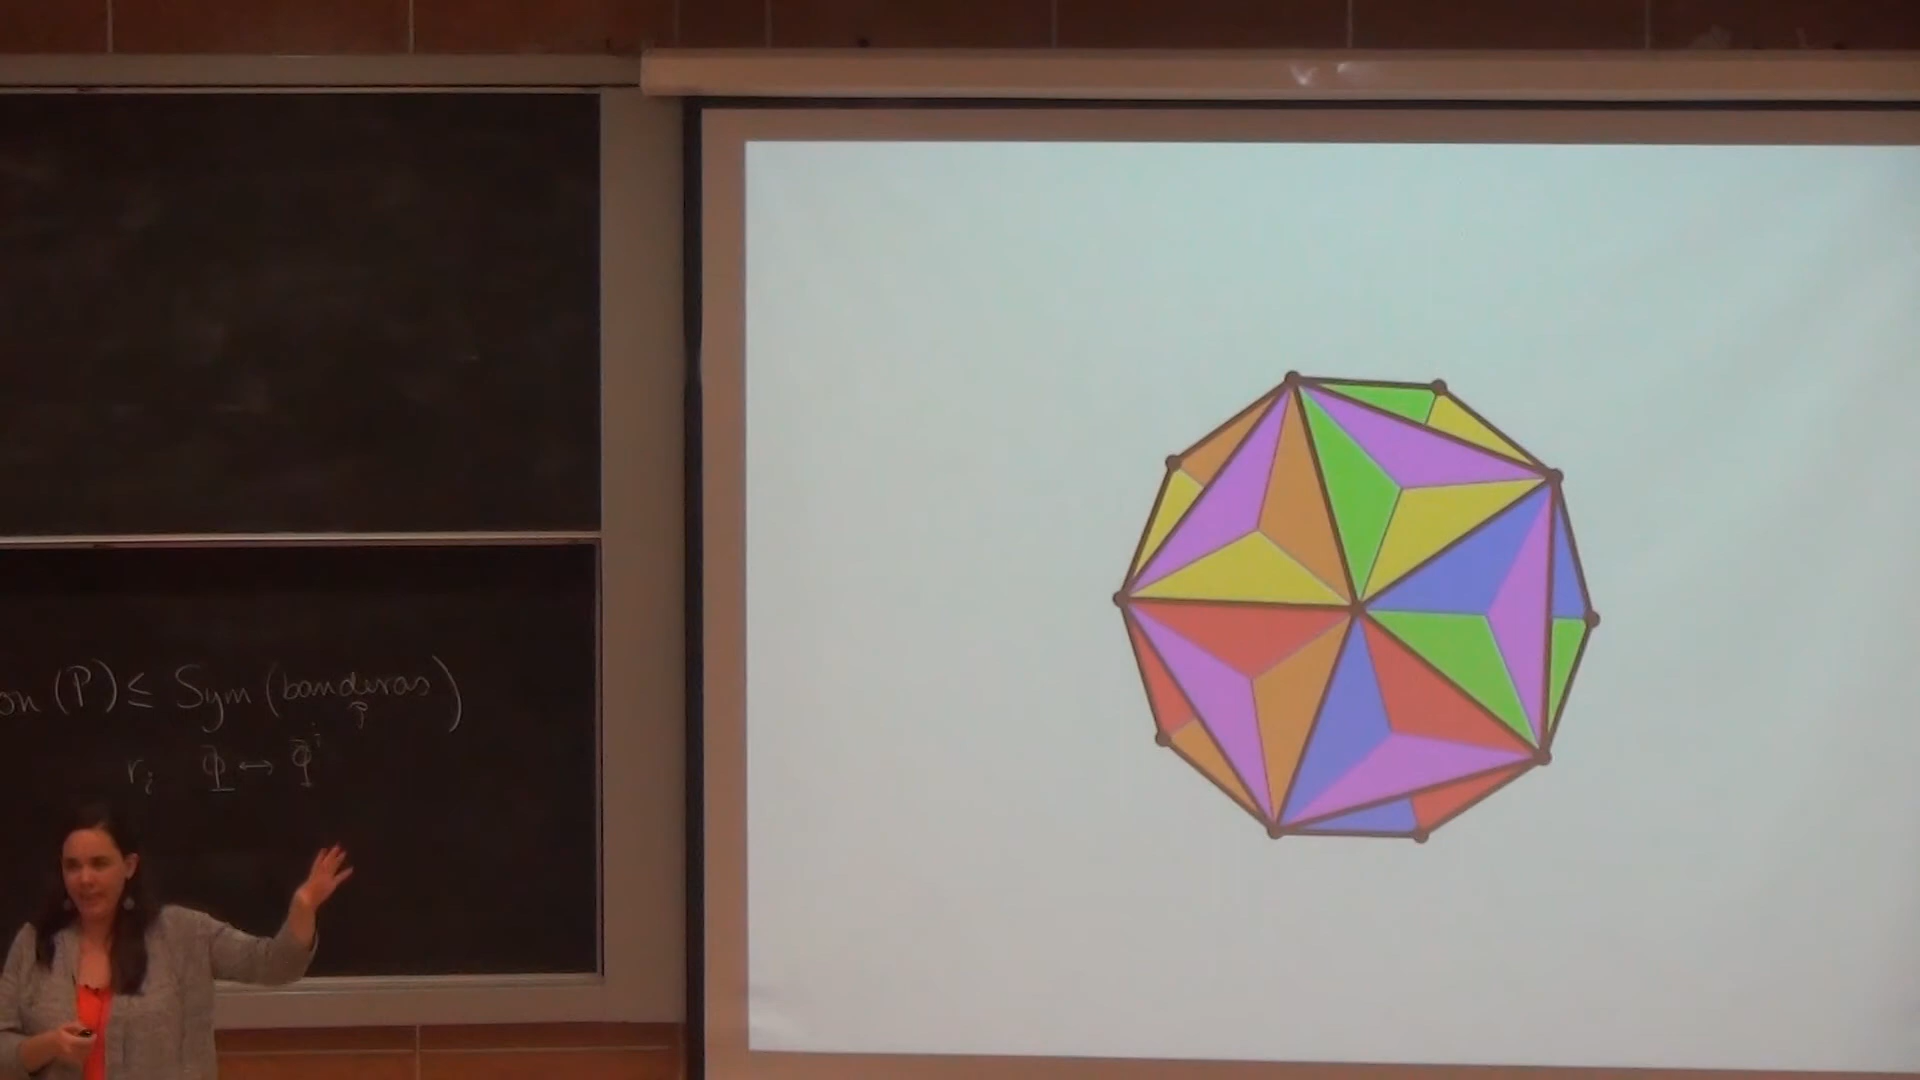 on (P) ≤ Sym (banderas)
r_i Φ ↔ Φ^i